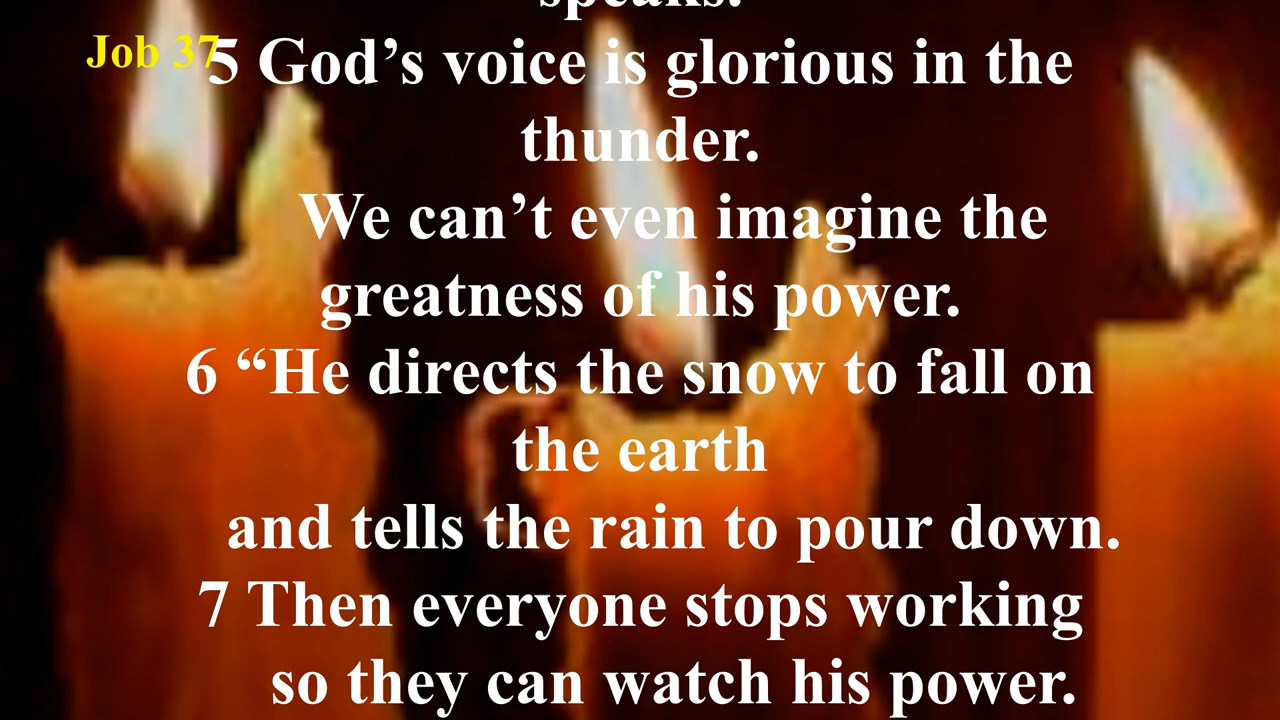 speaks.
Job 37
5 God’s voice is glorious in the
thunder.
We can’t even imagine the
greatness of his power.
6 “He directs the snow to fall on
the earth
and tells the rain to pour down.
7 Then everyone stops working
so they can watch his power.